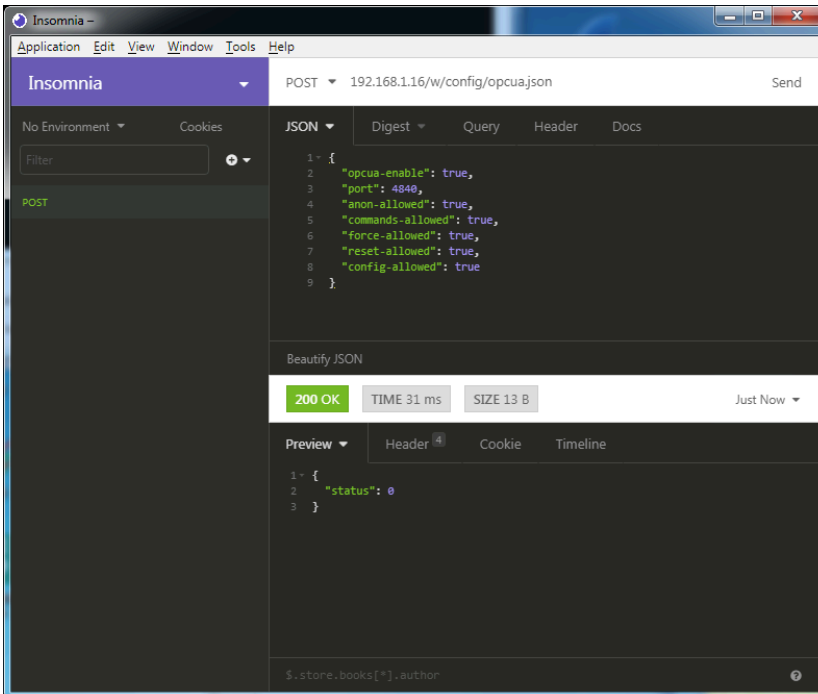 Insomnia –
Application Edit View Window Tools Help
Insomnia
POST 192.168.1.16/w/config/opcua.json Send
No Environment Cookies
JSON Digest Query Header Docs
Filter
POST
1 {
2 "opcua-enable": true,
3 "port": 4840,
4 "anon-allowed": true,
5 "commands-allowed": true,
6 "force-allowed": true,
7 "reset-allowed": true,
8 "config-allowed": true
9 }
Beautify JSON
200 OK TIME 31 ms SIZE 13 B Just Now
Preview Header 4 Cookie Timeline
1 {
2 "status": 0
3 }
$.store.books[*].author